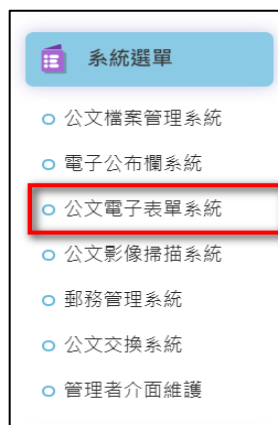 系統選單
公文檔案管理系統
電子公布欄系統
公文電子表單系統
公文影像掃描系統
郵務管理系統
公文交換系統
管理者介面維護